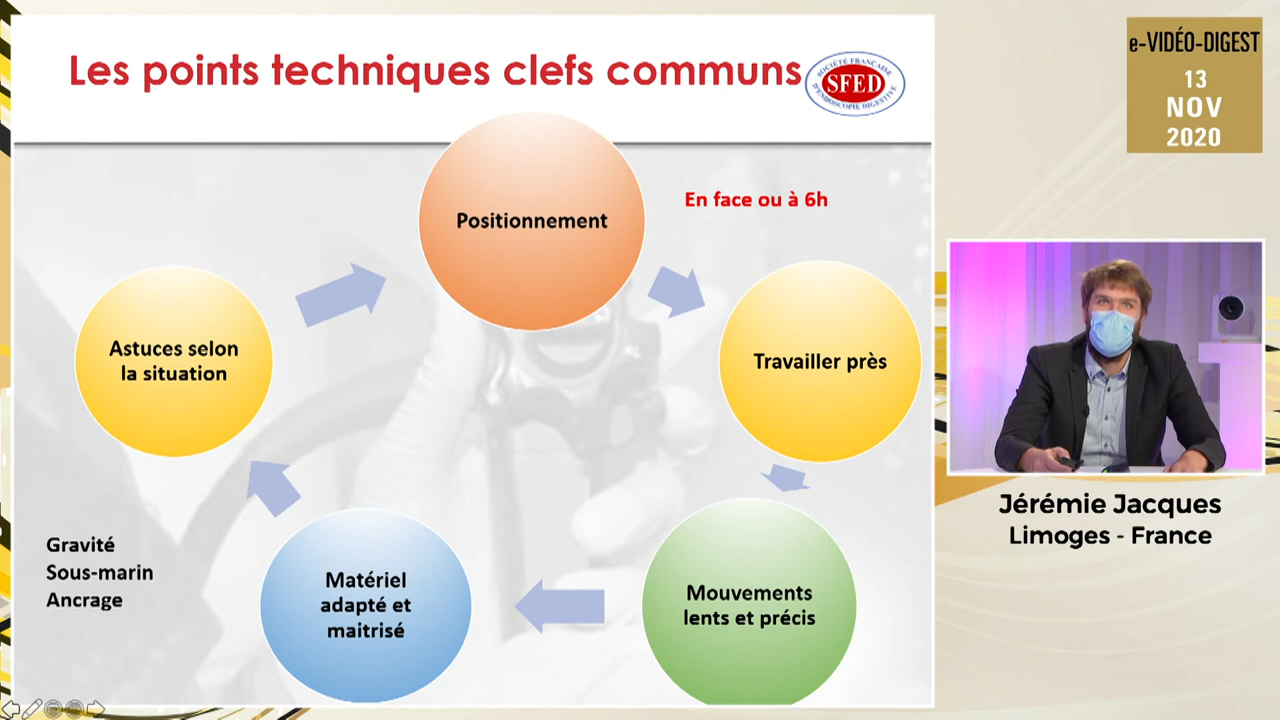 Les points techniques clefs communs
SOCIÉTÉ FRANÇAISE
SFED
D'ENDOSCOPIE DIGESTIVE
e-VIDÉO-DIGEST
13
NOV
2020
Positionnement
En face ou à 6h
Astuces selon
la situation
Travailler près
Gravité
Sous-marin
Ancrage
Matériel
adapté et
maitrisé
Mouvements
lents et précis
Jérémie Jacques
Limoges - France